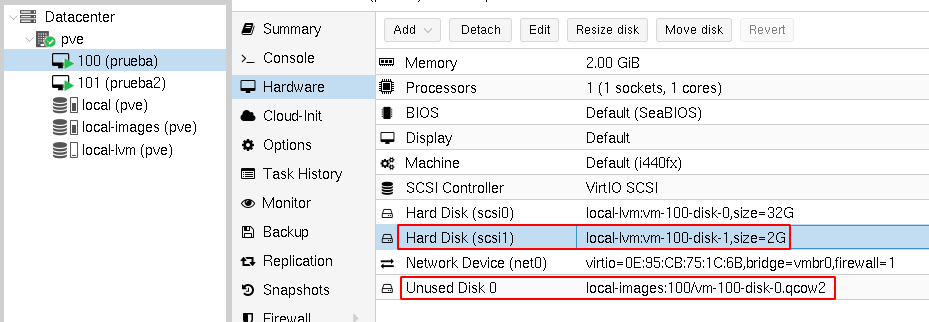 Datacenter
pve
100 (prueba)
101 (prueba2)
local (pve)
local-images (pve)
local-lvm (pve)
Summary
Console
Hardware
Cloud-Init
Options
Task History
Monitor
Backup
Replication
Snapshots
Firewall
Add Detach Edit Resize disk Move disk Revert
Memory 2.00 GiB
Processors 1 (1 sockets, 1 cores)
BIOS Default (SeaBIOS)
Display Default
Machine Default (i440fx)
SCSI Controller VirtIO SCSI
Hard Disk (scsi0) local-lvm:vm-100-disk-0,size=32G
Hard Disk (scsi1) local-lvm:vm-100-disk-1,size=2G
Network Device (net0) virtio=0E:95:CB:75:1C:6B,bridge=vmbr0,firewall=1
Unused Disk 0 local-images:100/vm-100-disk-0.qcow2